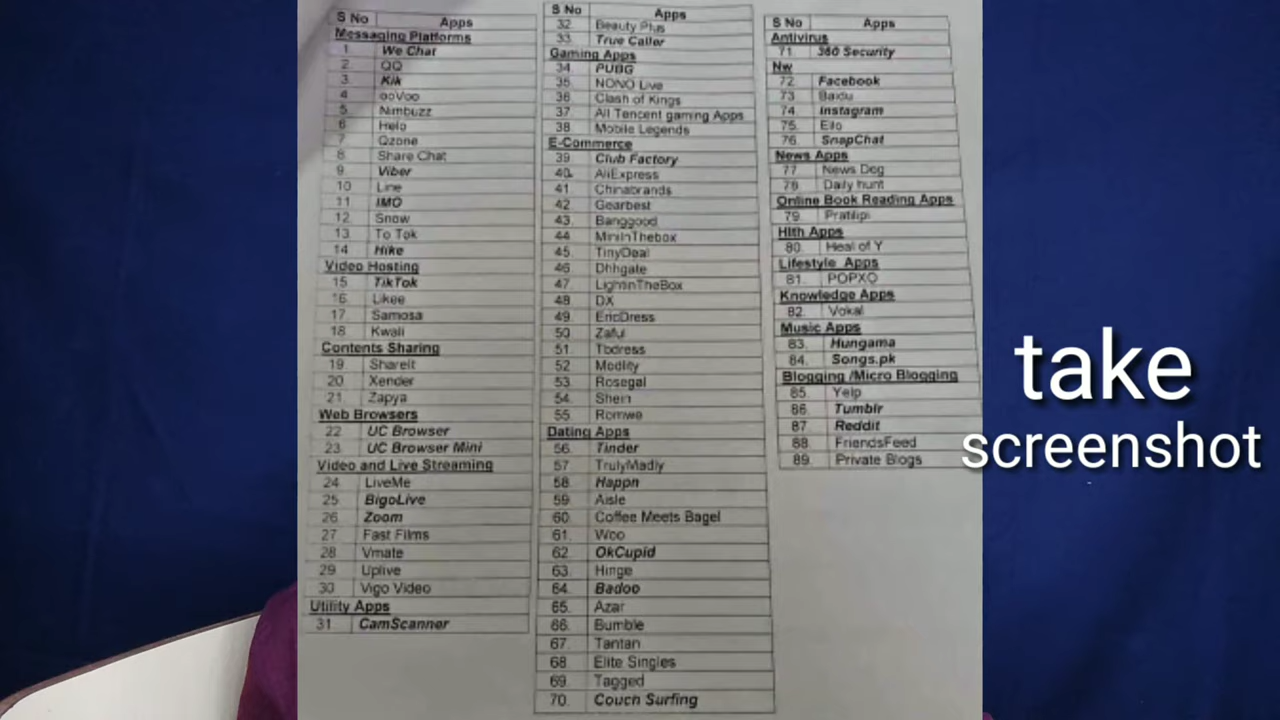 S No Apps
Messaging Platforms
1 We Chat
2 QQ
3 Kik
4 ooVoo
5 Nimbuzz
6 Helo
7 Qzone
8 Share Chat
9. Viber
10 Line
11 IMO
12 Snow
13 To Tok
14 Hike
Video Hosting
15 TikTok
16. Likee
17. Samosa
18. Kwali
Contents Sharing
19. Shareit
20. Xender
21. Zapya
Web Browsers
22 UC Browser
23 UC Browser Mini
Video and Live Streaming
24 LiveMe
25 BigoLive
26 Zoom
27 Fast Films
28 Vmate
29 Uplive
30 Vigo Video
Utility Apps
31 CamScanner
S No Apps
32 Beauty Plus
33 True Caller
Gaming Apps
34 PUBG
35 NONO Live
36 Clash of Kings
37 All Tencent gaming Apps
38 Mobile Legends
E-Commerce
39 Club Factory
40. AliExpress
41. Chinabrands
42 Gearbest
43. Banggood
44 MiniInThebox
45. TinyDeal
46 Dhhgate
47. LightinTheBox
48 DX
49. EricDress
50 Zaful
51 Tbdress
52 Modlity
53. Rosegal
54. Shein
55. Romwe
Dating Apps
56. Tinder
57 TrulyMadly
58 Happn
59 Aisle
60. Coffee Meets Bagel
61. Woo
62. OkCupid
63. Hinge
64. Badoo
65. Azar
66. Bumble
67. Tantan
68. Elite Singles
69. Tagged
70. Couch Surfing
S No Apps
Antivirus
71. 360 Security
Nw
72 Facebook
73 Baidu
74 Instagram
75. Ello
76. SnapChat
News Apps
77 News Dog
78 Daily hunt
Online Book Reading Apps
79. Pratilipi
Hlth Apps
80. Heal of Y
Lifestyle Apps
81. POPXO
Knowledge Apps
82. Vokal
Music Apps
83. Hungama
84. Songs.pk
Blogging /Micro Blogging
85. Yelp
86. Tumblr
87. Reddit
88. FriendsFeed
89. Private Blogs
take
screenshot